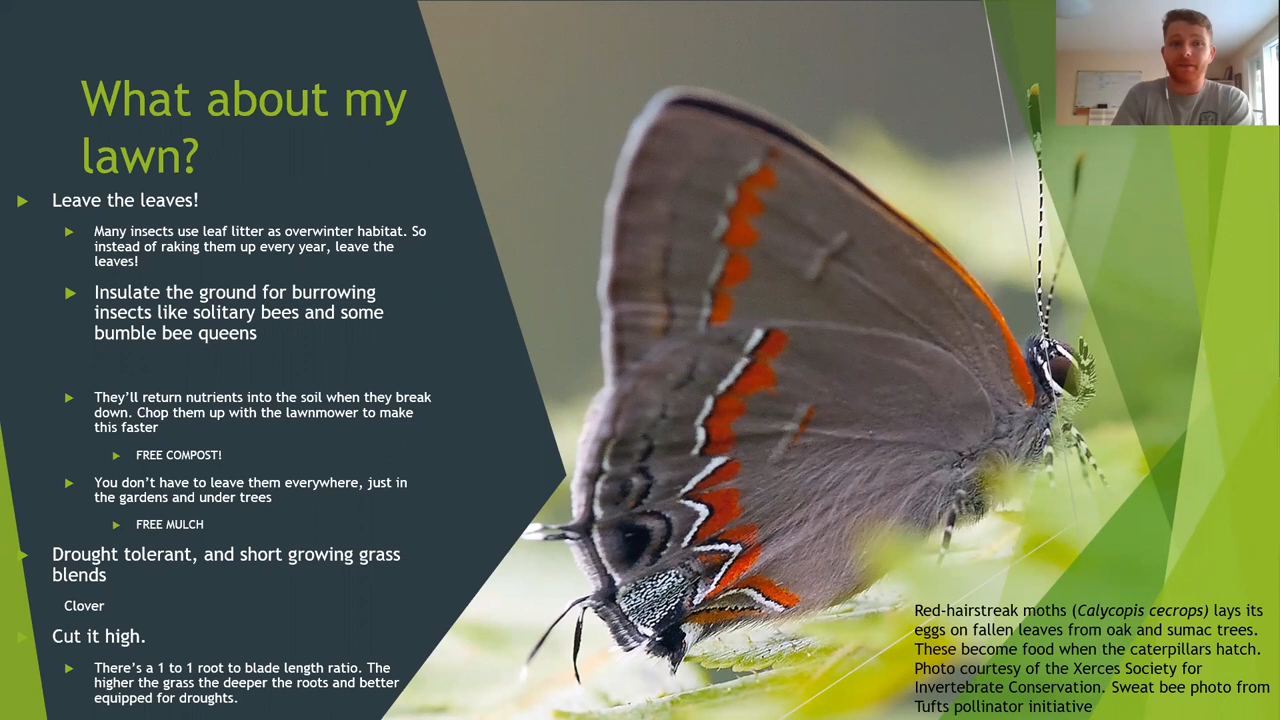 What about my
lawn?
Leave the leaves!
Many insects use leaf litter as overwinter habitat. So
instead of raking them up every year, leave the
leaves!
Insulate the ground for burrowing
insects like solitary bees and some
bumble bee queens
They’ll return nutrients into the soil when they break
down. Chop them up with the lawnmower to make
this faster
FREE COMPOST!
You don’t have to leave them everywhere, just in
the gardens and under trees
FREE MULCH
Drought tolerant, and short growing grass
blends
Clover
Cut it high.
There’s a 1 to 1 root to blade length ratio. The
higher the grass the deeper the roots and better
equipped for droughts.
Red-hairstreak moths (Calycopis cecrops) lays its
eggs on fallen leaves from oak and sumac trees.
These become food when the caterpillars hatch.
Photo courtesy of the Xerces Society for
Invertebrate Conservation. Sweat bee photo from
Tufts pollinator initiative